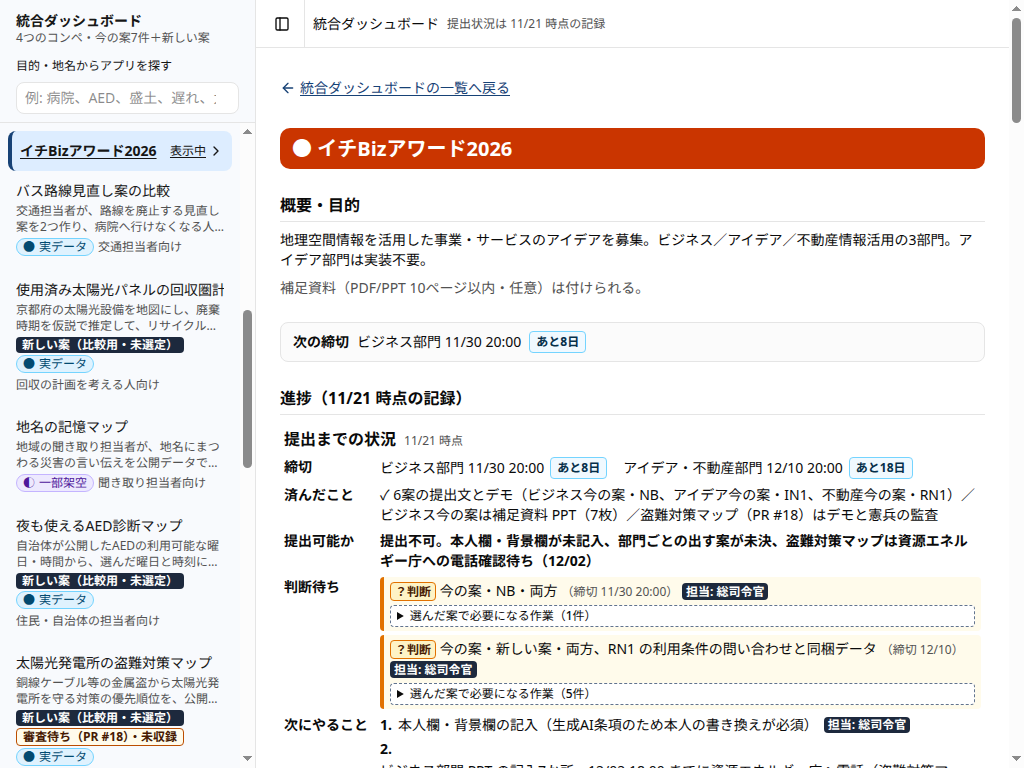 統合ダッシュボード
4つのコンペ・今の案7件＋新しい案
目的・地名からアプリを探す
例: 病院、AED、盛土、遅れ、
イチBizアワード2026 表示中
バス路線見直し案の比較
交通担当者が、路線を廃止する見直し
案を2つ作り、病院へ行けなくなる人…
実データ 交通担当者向け
使用済み太陽光パネルの回収圏計
京都府の太陽光設備を地図にし、廃棄
時期を仮説で推定して、リサイクル…
新しい案（比較用・未選定）
実データ
回収の計画を考える人向け
地名の記憶マップ
地域の聞き取り担当者が、地名にまつ
わる災害の言い伝えを公開データで…
一部架空 聞き取り担当者向け
夜も使えるAED診断マップ
自治体が公開したAEDの利用可能な曜
日・時間から、選んだ曜日と時刻に…
新しい案（比較用・未選定）
実データ
住民・自治体の担当者向け
太陽光発電所の盗難対策マップ
銅線ケーブル等の金属盗から太陽光発
電所を守る対策の優先順位を、公開…
新しい案（比較用・未選定）
審査待ち（PR #18）・未収録
実データ
統合ダッシュボード 提出状況は 11/21 時点の記録
← 統合ダッシュボードの一覧へ戻る
イチBizアワード2026
概要・目的
地理空間情報を活用した事業・サービスのアイデアを募集。ビジネス／アイデア／不動産情報活用の3部門。ア
イデア部門は実装不要。
補足資料（PDF/PPT 10ページ以内・任意）は付けられる。
次の締切 ビジネス部門 11/30 20:00 あと8日
進捗（11/21 時点の記録）
提出までの状況 11/21 時点
締切 ビジネス部門 11/30 20:00 あと8日 アイデア・不動産部門 12/10 20:00 あと18日
済んだこと ✓ 6案の提出文とデモ（ビジネス今の案・NB、アイデア今の案・IN1、不動産今の案・RN1）／
ビジネス今の案は補足資料 PPT（7枚）／盗難対策マップ（PR #18）はデモと憲兵の監査
提出可能か 提出不可。本人欄・背景欄が未記入、部門ごとの出す案が未決、盗難対策マップは資源エネル
ギー庁への電話確認待ち（12/02）
判断待ち ？判断 今の案・NB・両方 （締切 11/30 20:00） 担当: 総司令官
▶ 選んだ案で必要になる作業（1件）
？判断 今の案・新しい案・両方、RN1 の利用条件の問い合わせと同梱データ （締切 12/10）
担当: 総司令官
▶ 選んだ案で必要になる作業（5件）
次にやること 1. 本人欄・背景欄の記入（生成AI条項のため本人の書き換えが必須） 担当: 総司令官
2.